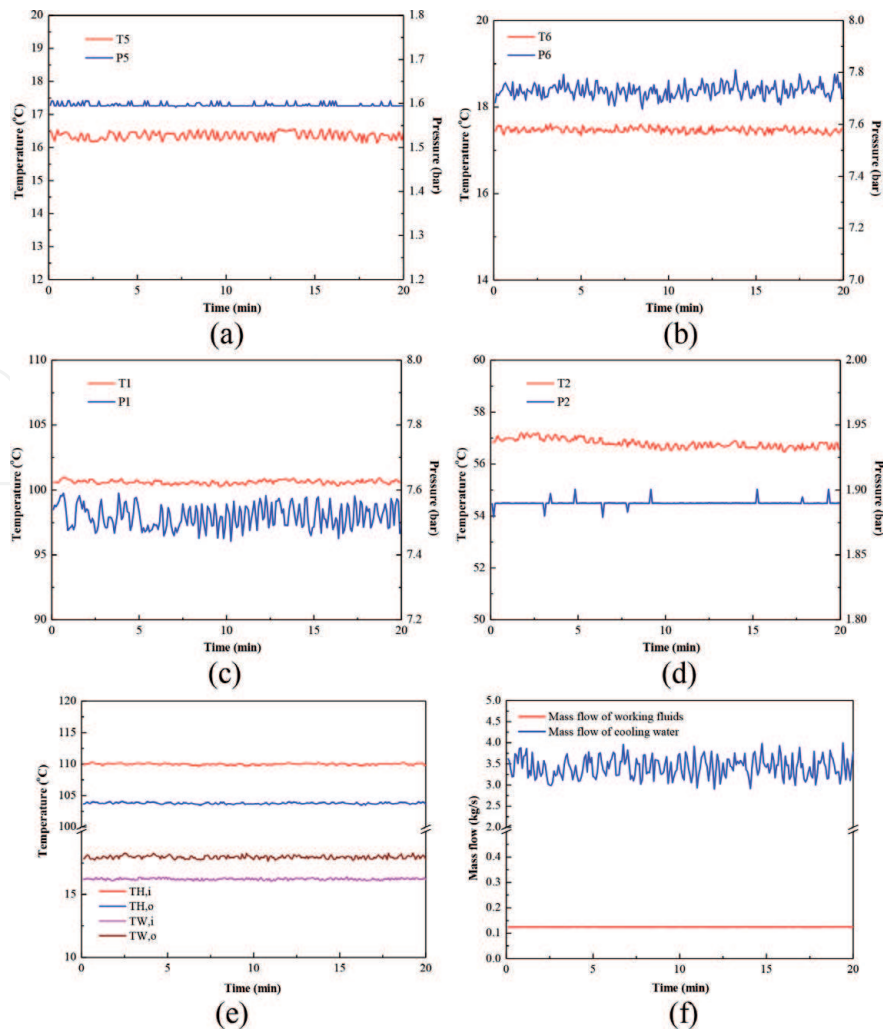 20
19
18
17
16
15
14
13
12
1.8
1.7
1.6
1.5
1.4
1.3
1.2
T5
P5
Temperature (°C)
Pressure (bar)
0 5 10 15 20
Time (min)
(a)
20
18
16
14
8.0
7.8
7.6
7.4
7.2
7.0
T6
P6
Temperature (°C)
Pressure (bar)
0 5 10 15 20
Time (min)
(b)
110
105
100
95
90
8.0
7.8
7.6
7.4
7.2
T1
P1
Temperature (°C)
Pressure (bar)
0 5 10 15 20
Time (min)
(c)
60
58
56
54
52
50
2.00
1.95
1.90
1.85
1.80
T2
P2
Temperature (°C)
Pressure (bar)
0 5 10 15 20
Time (min)
(d)
120
110
100
15
10
TH,i
TH,o
TW,i
TW,o
Temperature (°C)
0 5 10 15 20
Time (min)
(e)
5.0
4.5
4.0
3.5
3.0
2.5
2.0
0.4
0.3
0.2
0.1
0.0
Mass flow of working fluids
Mass flow of cooling water
Mass flow (kg/s)
0 5 10 15 20
Time (min)
(f)